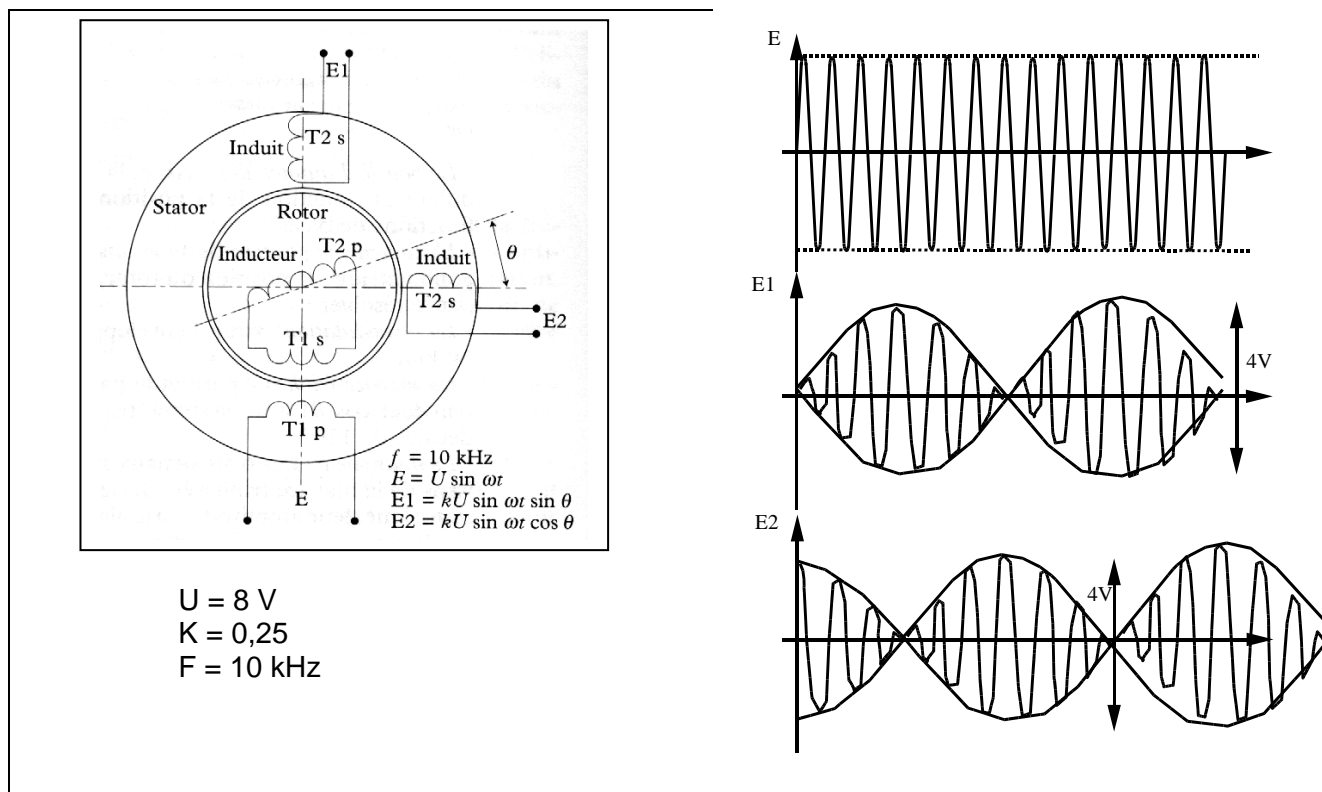 E1
T2 s
Induit
Stator
Rotor
Inducteur
T2 p
Induit
θ
T2 s
E2
T1 s
T1 p
E
f = 10 kHz
E = U sin ωt
E1 = kU sin ωt sin θ
E2 = kU sin ωt cos θ
U = 8 V
K = 0,25
F = 10 kHz
E
E1
4V
E2
4V